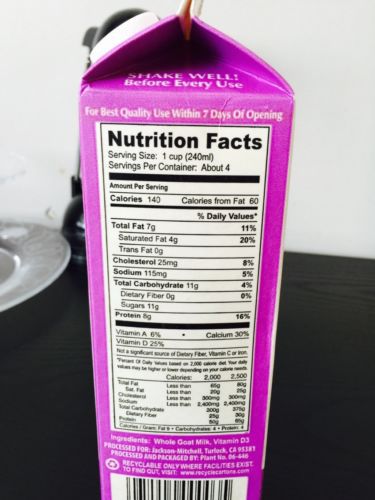 SHAKE WELL!
Before Every Use
For Best Quality Use Within 7 Days Of Opening
Nutrition Facts
Serving Size: 1 cup (240ml)
Servings Per Container: About 4
Amount Per Serving
Calories 140 Calories from Fat 60
% Daily Values*
Total Fat 7g 11%
Saturated Fat 4g 20%
Trans Fat 0g
Cholesterol 25mg 8%
Sodium 115mg 5%
Total Carbohydrate 11g 4%
Dietary Fiber 0g 0%
Sugars 11g
Protein 8g 16%
Vitamin A 6% • Calcium 30%
Vitamin D 25%
Not a significant source of Dietary Fiber, Vitamin C or Iron.
*Percent Of Daily Values based on 2,000 calorie diet. Your daily
values may be higher or lower depending on your calorie needs.
Calories: 2,000 2,500
Total Fat Less than 65g 80g
Sat. Fat Less than 20g 25g
Cholesterol Less than 300mg 300mg
Sodium Less than 2,400mg 2,400mg
Total Carbohydrate 300g 375g
Dietary Fiber 25g 30g
Protein 50g 65g
Calories / Gram: Fat 9 • Carbohydrates: 4 • Protein: 4
Ingredients: Whole Goat Milk, Vitamin D3
PROCESSED FOR: Jackson-Mitchell, Turlock, CA 95381
PROCESSED AND PACKAGED BY: Plant No. 06-446
RECYCLABLE ONLY WHERE FACILITIES EXIST.
TO FIND OUT, VISIT: www.recyclecartons.com